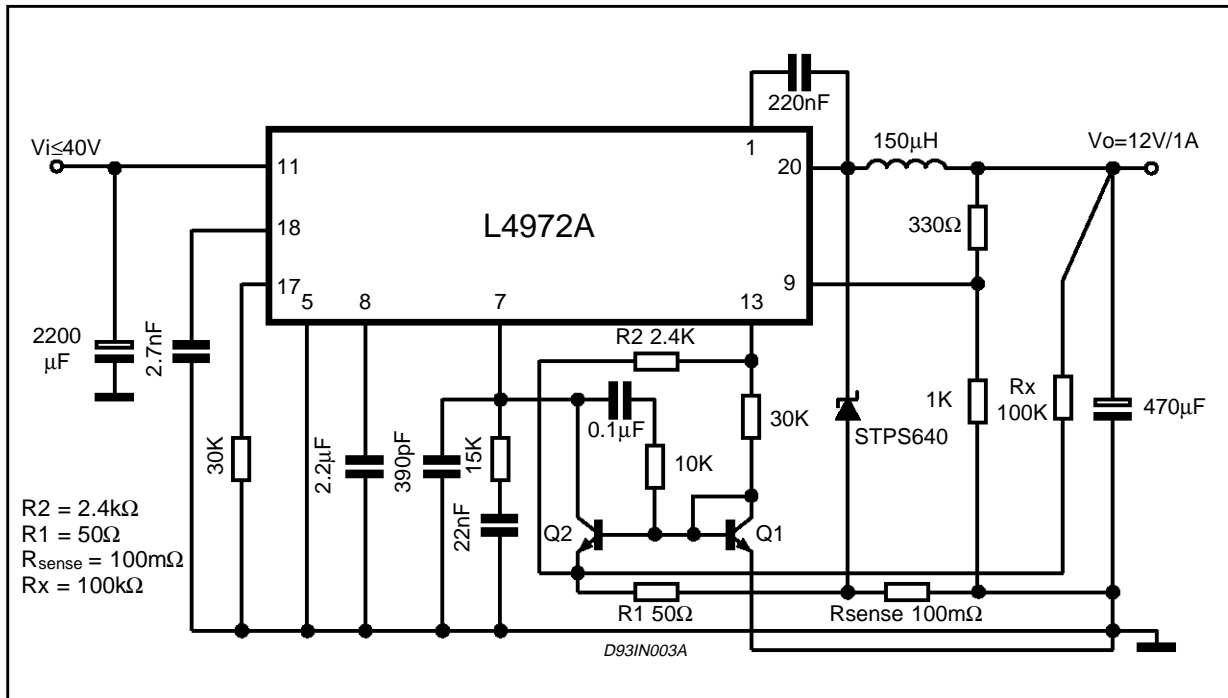 220nF
Vi≤40V
1
150μH
Vo=12V/1A
11
20
18
L4972A
330Ω
17
9
5
8
7
13
2200
μF
2.7nF
R2 2.4K
30K
2.2μF
390pF
15K
0.1μF
10K
30K
STPS640
1K
Rx
100K
470μF
22nF
Q2
Q1
R2 = 2.4kΩ
R1 = 50Ω
Rsense = 100mΩ
Rx = 100kΩ
R1 50Ω
Rsense 100mΩ
D93IN003A